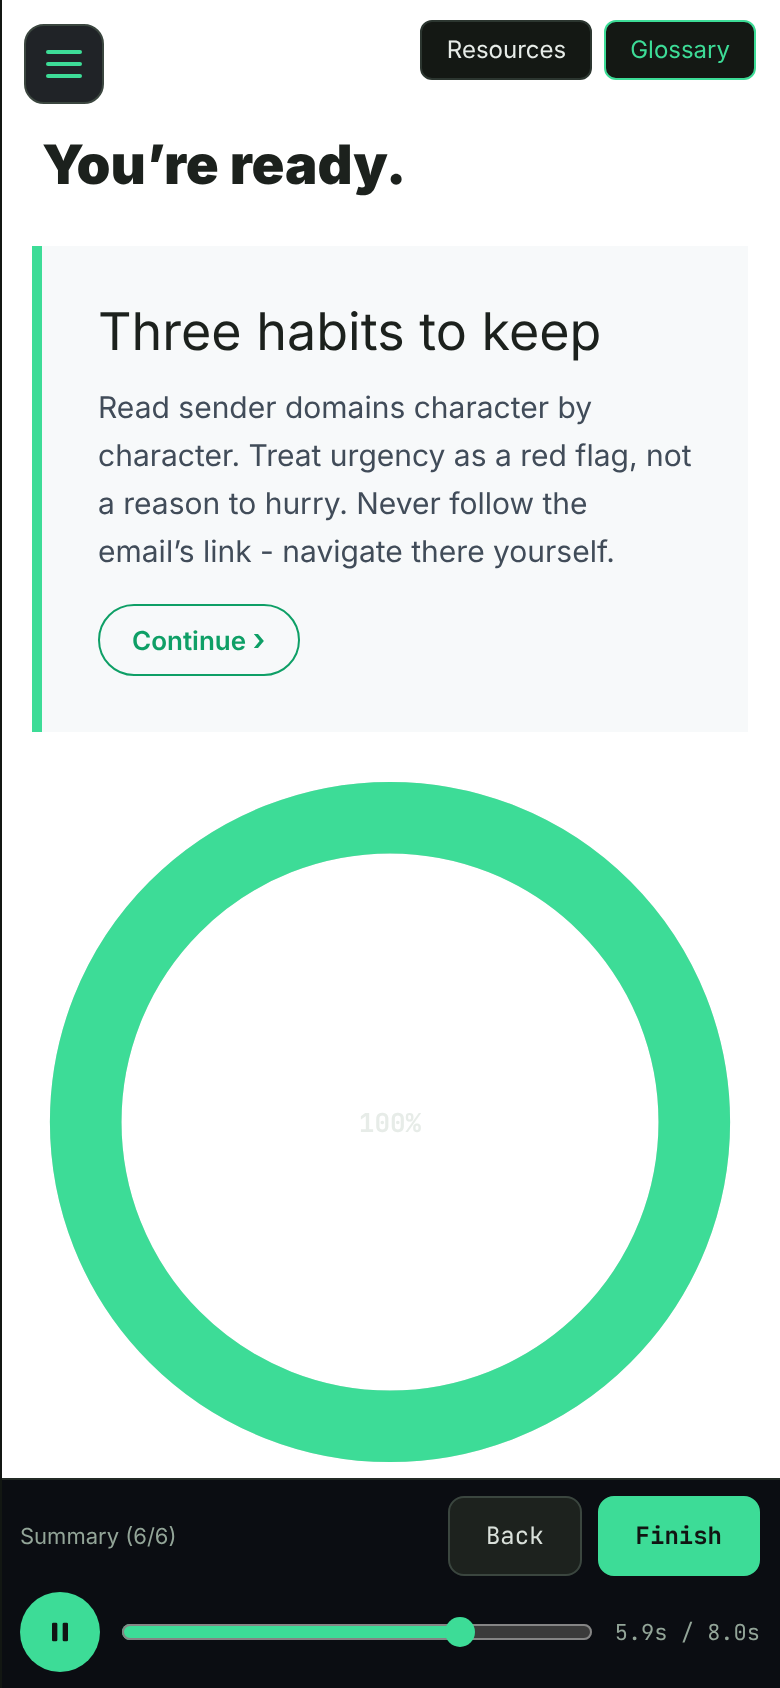 Resources
Glossary
You’re ready.
Three habits to keep
Read sender domains character by
character. Treat urgency as a red flag, not
a reason to hurry. Never follow the
email’s link - navigate there yourself.
Continue ›
100%
Summary (6/6)
Back
Finish
5.9s / 8.0s